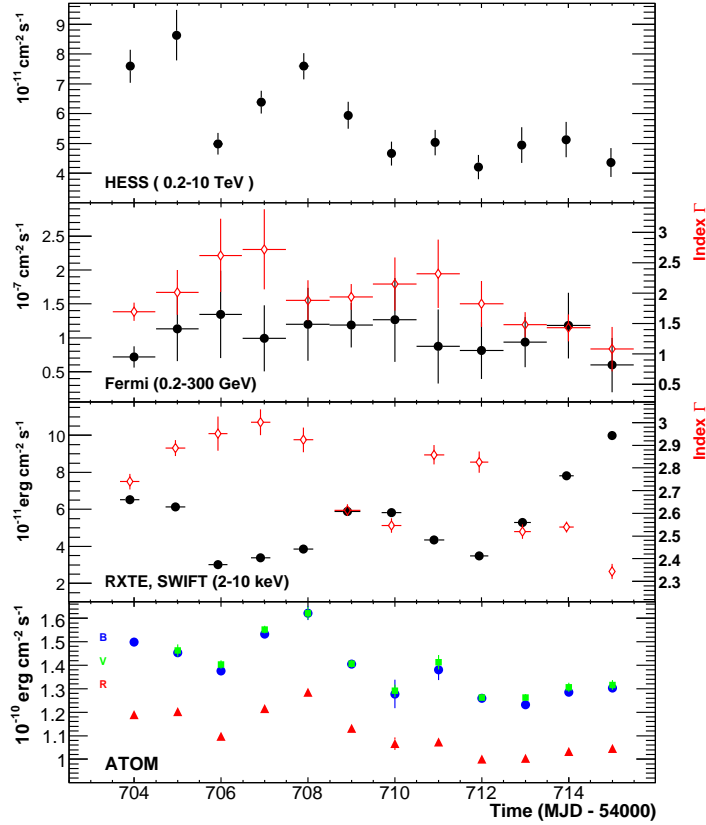 9
8
7
6
5
4
10⁻¹¹ cm⁻² s⁻¹
HESS ( 0.2-10 TeV )
2.5
2
1.5
1
0.5
10⁻⁷ cm⁻² s⁻¹
3
2.5
2
1.5
1
0.5
Index Γ
Fermi (0.2-300 GeV)
10
8
6
4
2
10⁻¹¹ erg cm⁻² s⁻¹
3
2.9
2.8
2.7
2.6
2.5
2.4
2.3
Index Γ
RXTE, SWIFT (2-10 keV)
1.6
1.5
1.4
1.3
1.2
1.1
1
10⁻¹⁰ erg cm⁻² s⁻¹
B
V
R
ATOM
704 706 708 710 712 714
Time (MJD - 54000)